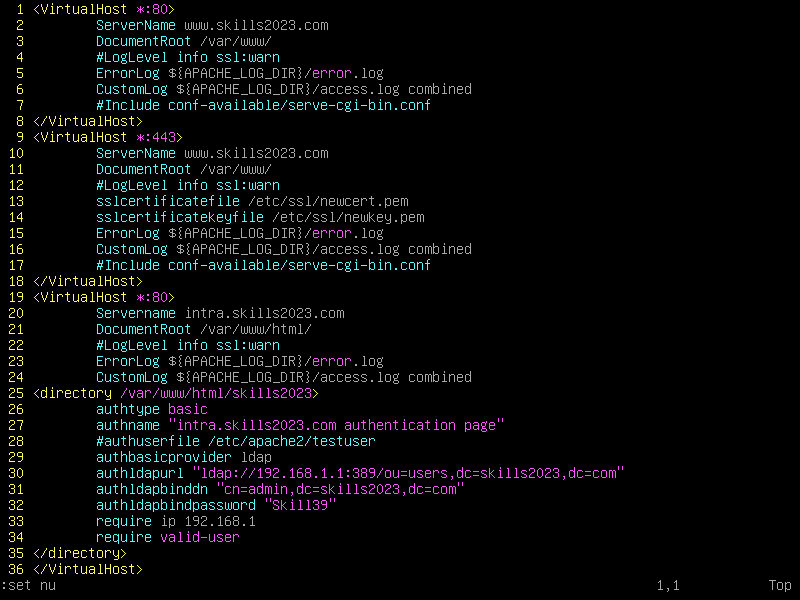 1 <VirtualHost *:80>
2 ServerName www.skills2023.com
3 DocumentRoot /var/www/
4 #LogLevel info ssl:warn
5 ErrorLog ${APACHE_LOG_DIR}/error.log
6 CustomLog ${APACHE_LOG_DIR}/access.log combined
7 #Include conf-available/serve-cgi-bin.conf
8 </VirtualHost>
9 <VirtualHost *:443>
10 ServerName www.skills2023.com
11 DocumentRoot /var/www/
12 #LogLevel info ssl:warn
13 sslcertificatefile /etc/ssl/newcert.pem
14 sslcertificatekeyfile /etc/ssl/newkey.pem
15 ErrorLog ${APACHE_LOG_DIR}/error.log
16 CustomLog ${APACHE_LOG_DIR}/access.log combined
17 #Include conf-available/serve-cgi-bin.conf
18 </VirtualHost>
19 <VirtualHost *:80>
20 Servername intra.skills2023.com
21 DocumentRoot /var/www/html/
22 #LogLevel info ssl:warn
23 ErrorLog ${APACHE_LOG_DIR}/error.log
24 CustomLog ${APACHE_LOG_DIR}/access.log combined
25 <directory /var/www/html/skills2023>
26 authtype basic
27 authname "intra.skills2023.com authentication page"
28 #authuserfile /etc/apache2/testuser
29 authbasicprovider ldap
30 authldapurl "ldap://192.168.1.1:389/ou=users,dc=skills2023,dc=com"
31 authldapbinddn "cn=admin,dc=skills2023,dc=com"
32 authldapbindpassword "Skill39"
33 require ip 192.168.1
34 require valid-user
35 </directory>
36 </VirtualHost>
:set nu 1,1 Top